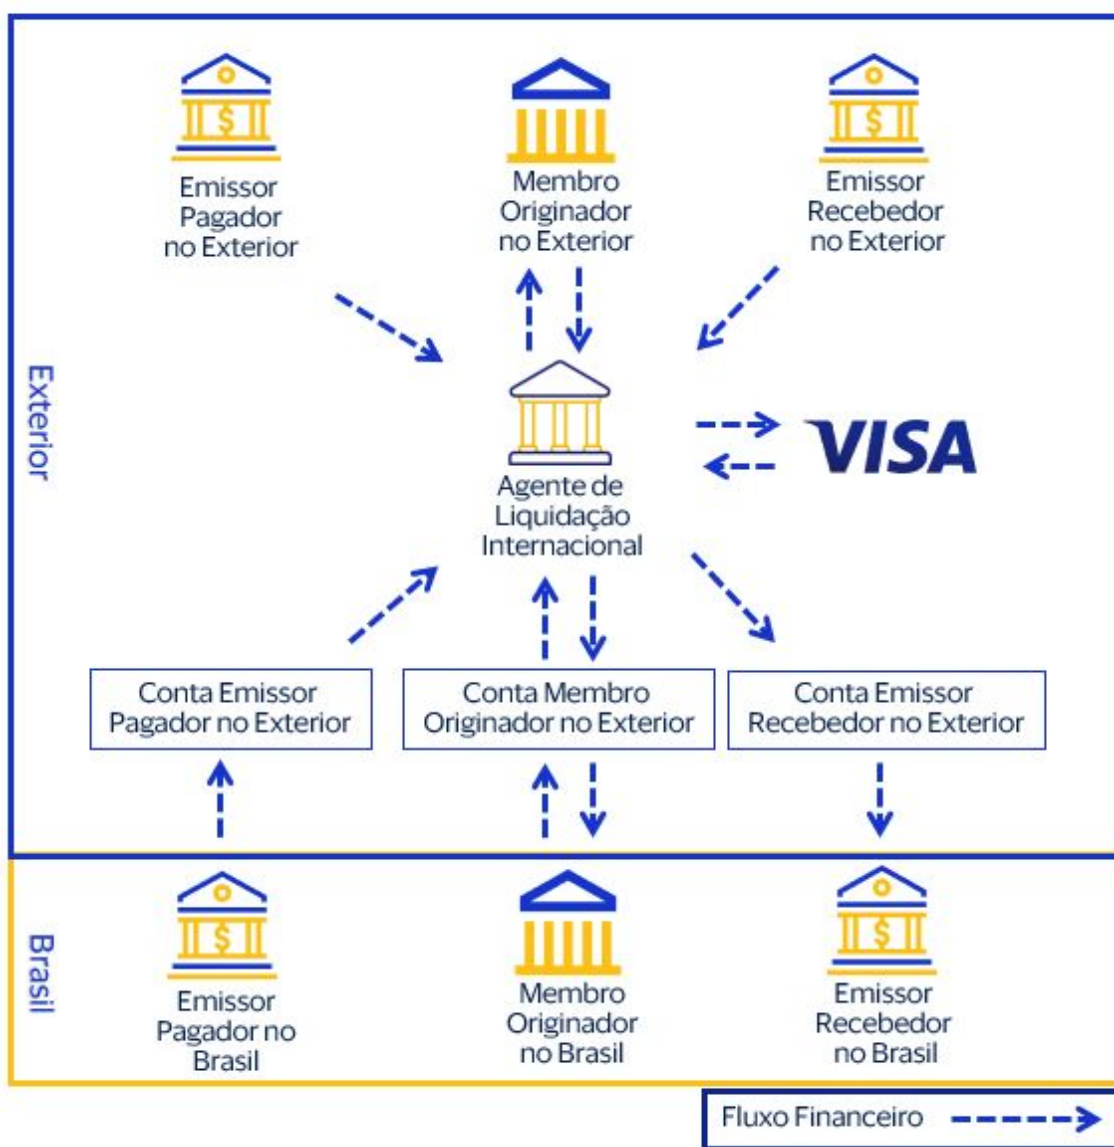 Emissor
Pagador
no Exterior
Membro
Originador
no Exterior
Emissor
Recebedor
no Exterior
Exterior
VISA
Agente de
Liquidação
Internacional
Conta Emissor
Pagador no Exterior
Conta Membro
Originador no Exterior
Conta Emissor
Recebedor no Exterior
Brasil
$
Emissor
Pagador no
Brasil
Membro
Originador
no Brasil
$
Emissor
Recebedor
no Brasil
Fluxo Financeiro